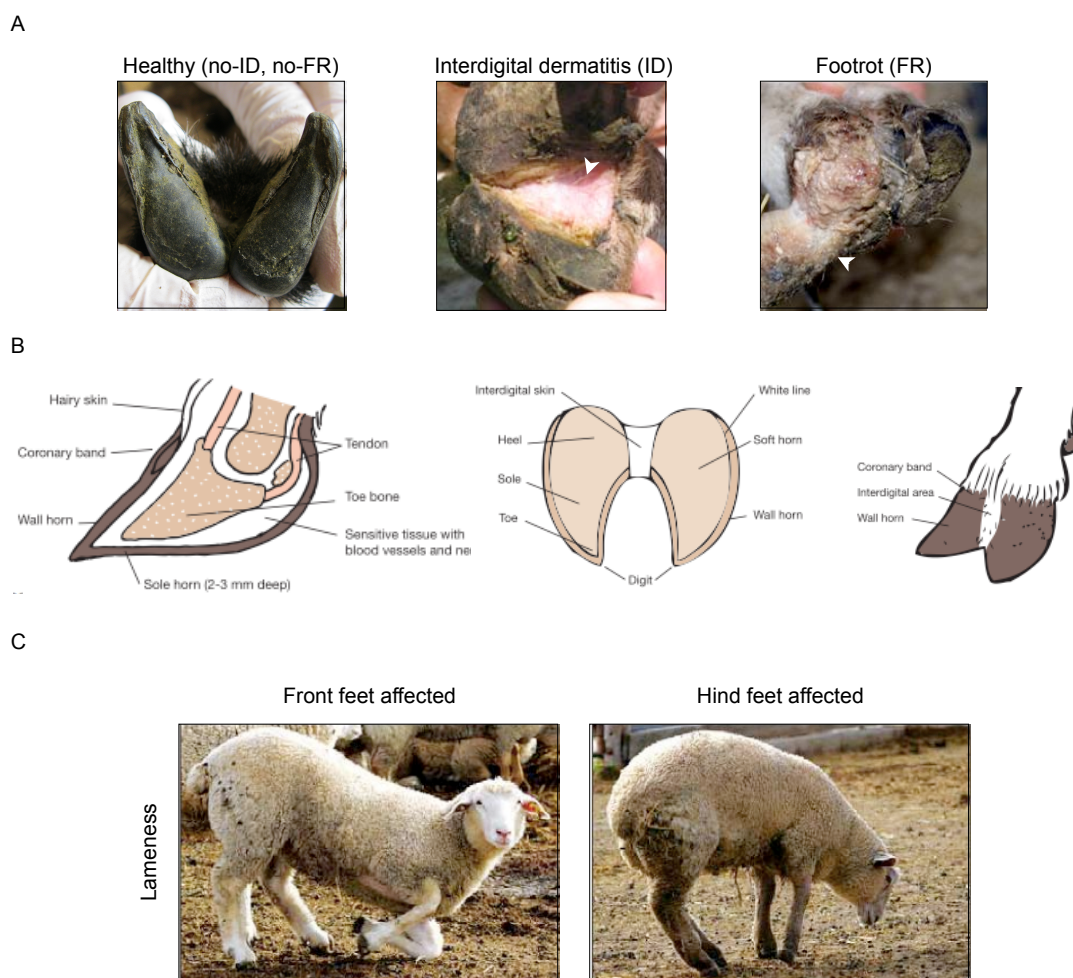 A
Healthy (no-ID, no-FR)
Interdigital dermatitis (ID)
Footrot (FR)
B
Hairy skin
Coronary band
Wall horn
Tendon
Toe bone
Sensitive tissue with
blood vessels and ne
Sole horn (2-3 mm deep)
Interdigital skin
Heel
Sole
Toe
White line
Soft horn
Wall horn
Digit
Coronary band
Interdigital area
Wall horn
C
Front feet affected
Hind feet affected
Lameness